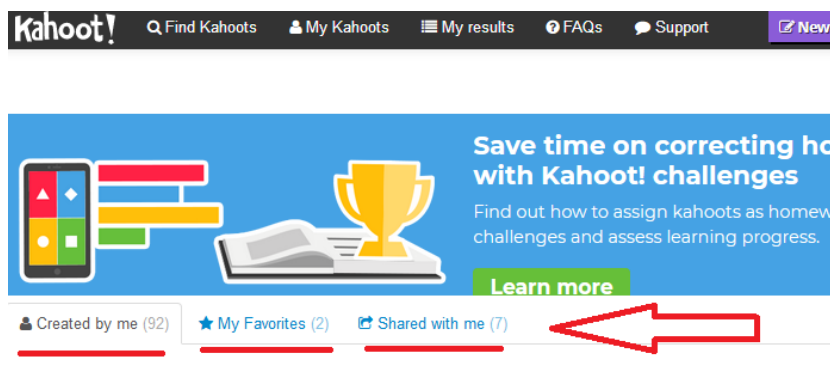 Kahoot! Find Kahoots My Kahoots My results FAQs Support New
Save time on correcting ho
with Kahoot! challenges
Find out how to assign kahoots as homew
challenges and assess learning progress.
Learn more
Created by me (92) My Favorites (2) Shared with me (7)